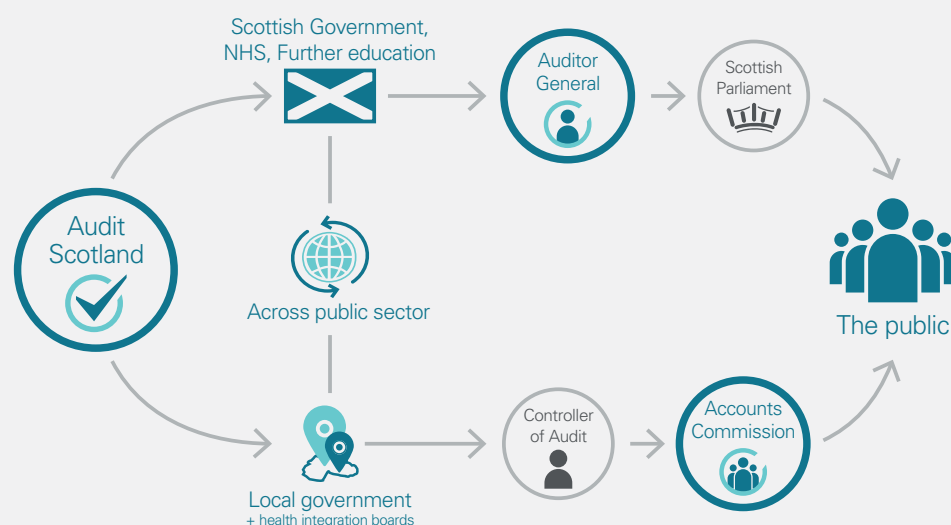 Scottish Government,
NHS, Further education
Auditor
General
Scottish
Parliament
Audit
Scotland
Across public sector
The public
Controller
of Audit
Accounts
Commission
Local government
+ health integration boards